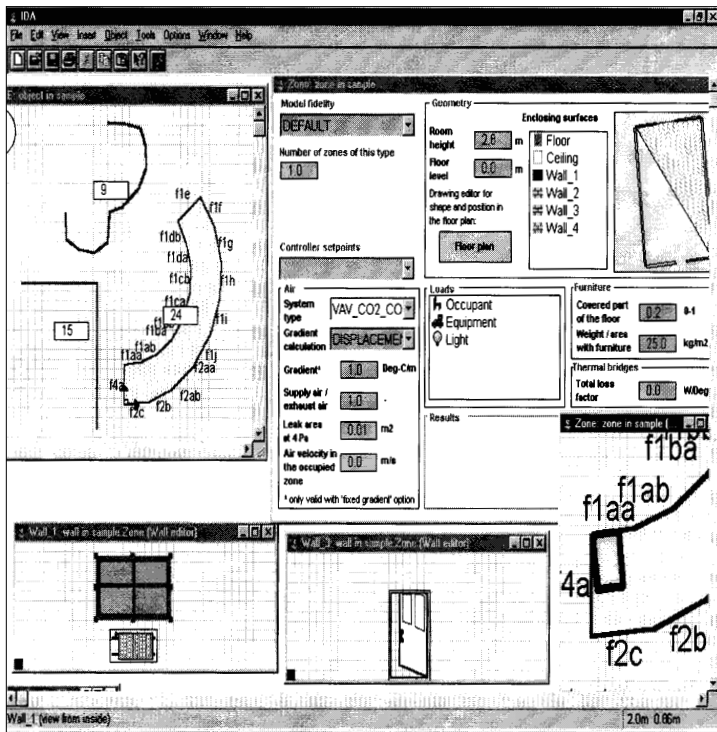 IDA
File Edit View Insert Object Tools Options Window Help
E: object in sample
9
f1e
f1f
f1db
f1g
f1da
f1cb
f1h
f1ca
24
f1i
f1ba
15
f1ab
f1aa
f1j
f2aa
f4a
f2ab
f2b
f2c
Zone: zone in sample
Model fidelity
DEFAULT
Number of zones of this type
1.0
Controller setpoints
Geometry
Room height
2.6 m
Floor level
0.0 m
Drawing editor for shape and position in the floor plan:
Floor plan
Enclosing surfaces
Floor
Ceiling
Wall_1
Wall_2
Wall_3
Wall_4
Air
System type
VAV_CO2_CO
Gradient calculation
DISPLACEMEN
Gradient*
1.0 Deg-C/m
Supply air / exhaust air
1.0 -
Leak area at 4 Pa
0.01 m2
Air velocity in the occupied zone
0.0 m/s
* only valid with 'fixed gradient' option
Loads
Occupant
Equipment
Light
Furniture
Covered part of the floor
0.2 0-1
Weight / area with furniture
25.0 kg/m2
Thermal bridges
Total loss factor
0.0 W/Deg
Results
Zone: zone in sample (
f1ba
f1ab
f1aa
4a
f2b
f2c
Wall_1: wall in sample.Zone (Wall editor)
wall in sample.Zone (Wall editor)
Wall_1 (view from inside)
2.0m 0.86m